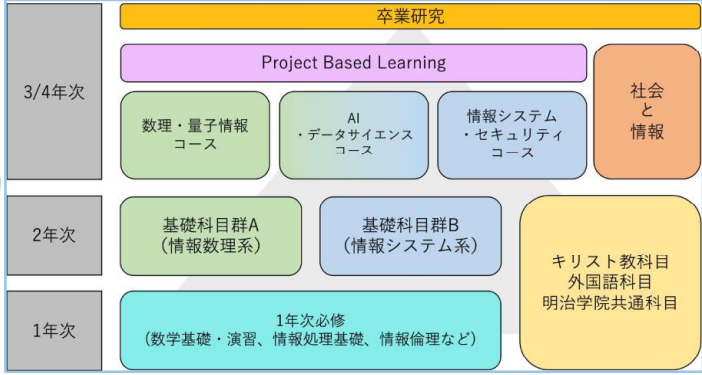 卒業研究
3/4年次
Project Based Learning
社会
と
情報
数理・量子情報
コース
AI
・データサイエンス
コース
情報システム
・セキュリティ
コース
2年次
基礎科目群A
（情報数理系）
基礎科目群B
（情報システム系）
キリスト教科目
外国語科目
明治学院共通科目
1年次
1年次必修
（数学基礎・演習、情報処理基礎、情報倫理など）